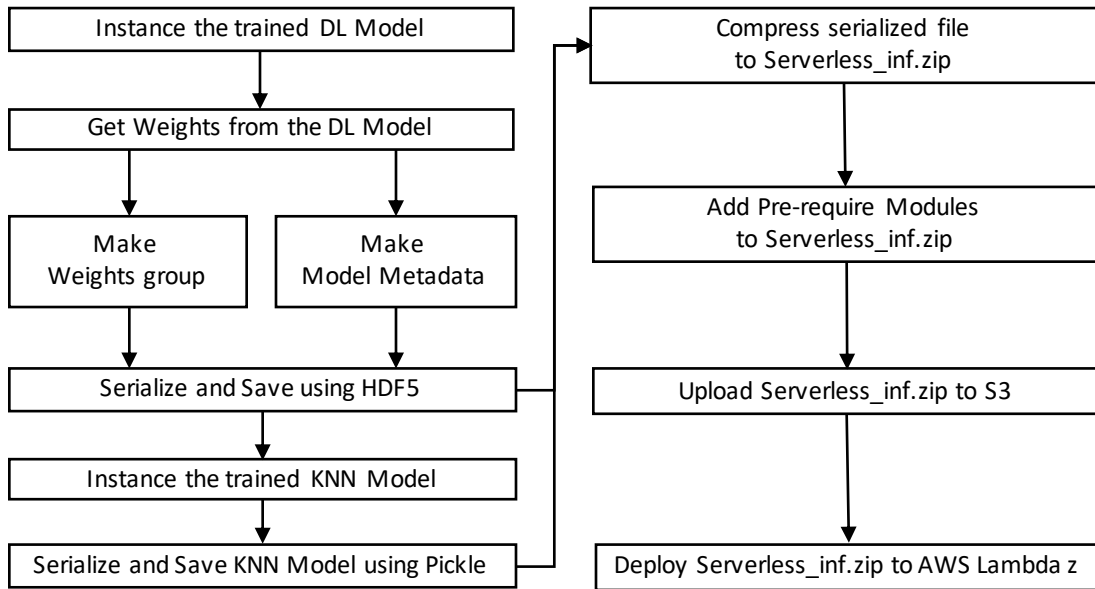 Instance the trained DL Model
Get Weights from the DL Model
Make
Weights group
Make
Model Metadata
Serialize and Save using HDF5
Instance the trained KNN Model
Serialize and Save KNN Model using Pickle
Compress serialized file
to Serverless_inf.zip
Add Pre-require Modules
to Serverless_inf.zip
Upload Serverless_inf.zip to S3
Deploy Serverless_inf.zip to AWS Lambda z